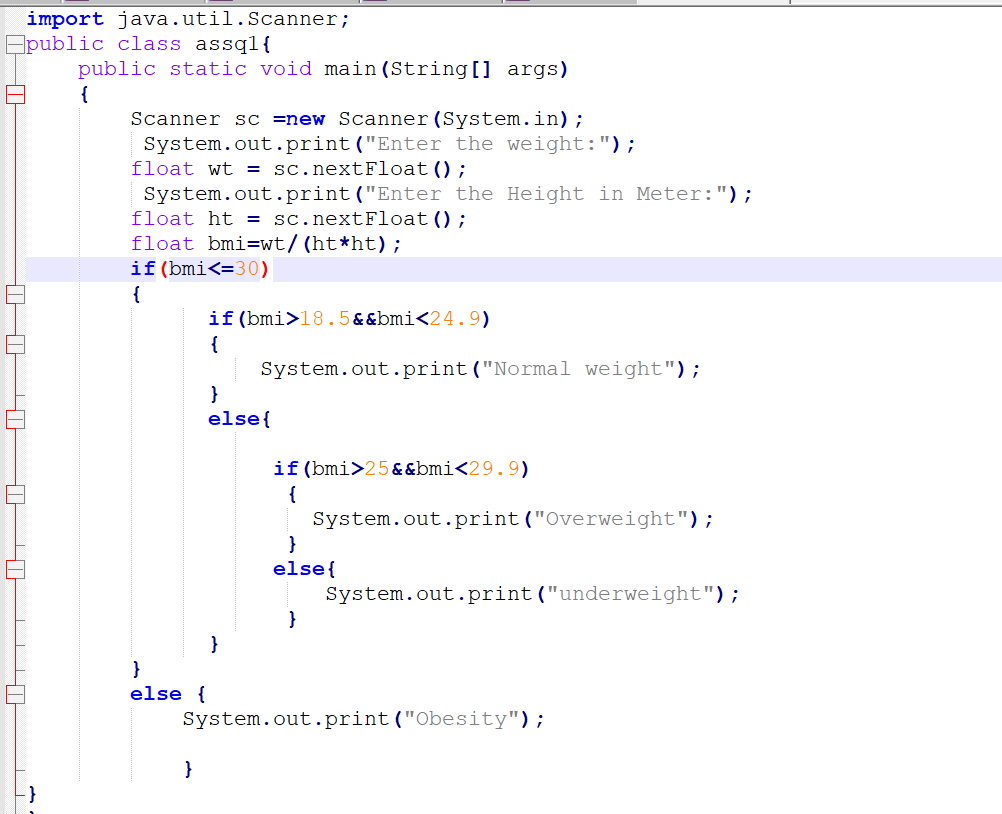 import java.util.Scanner;
public class assq1{
    public static void main(String[] args)
    {
        Scanner sc =new Scanner(System.in);
         System.out.print("Enter the weight:");
        float wt = sc.nextFloat();
         System.out.print("Enter the Height in Meter:");
        float ht = sc.nextFloat();
        float bmi=wt/(ht*ht);
        if(bmi<=30)
        {
              if(bmi>18.5&&bmi<24.9)
              {
                  System.out.print("Normal weight");
              }
              else{

                   if(bmi>25&&bmi<29.9)
                    {
                      System.out.print("Overweight");
                    }
                   else{
                       System.out.print("underweight");
                    }
              }
        }
        else {
            System.out.print("Obesity");

            }
}